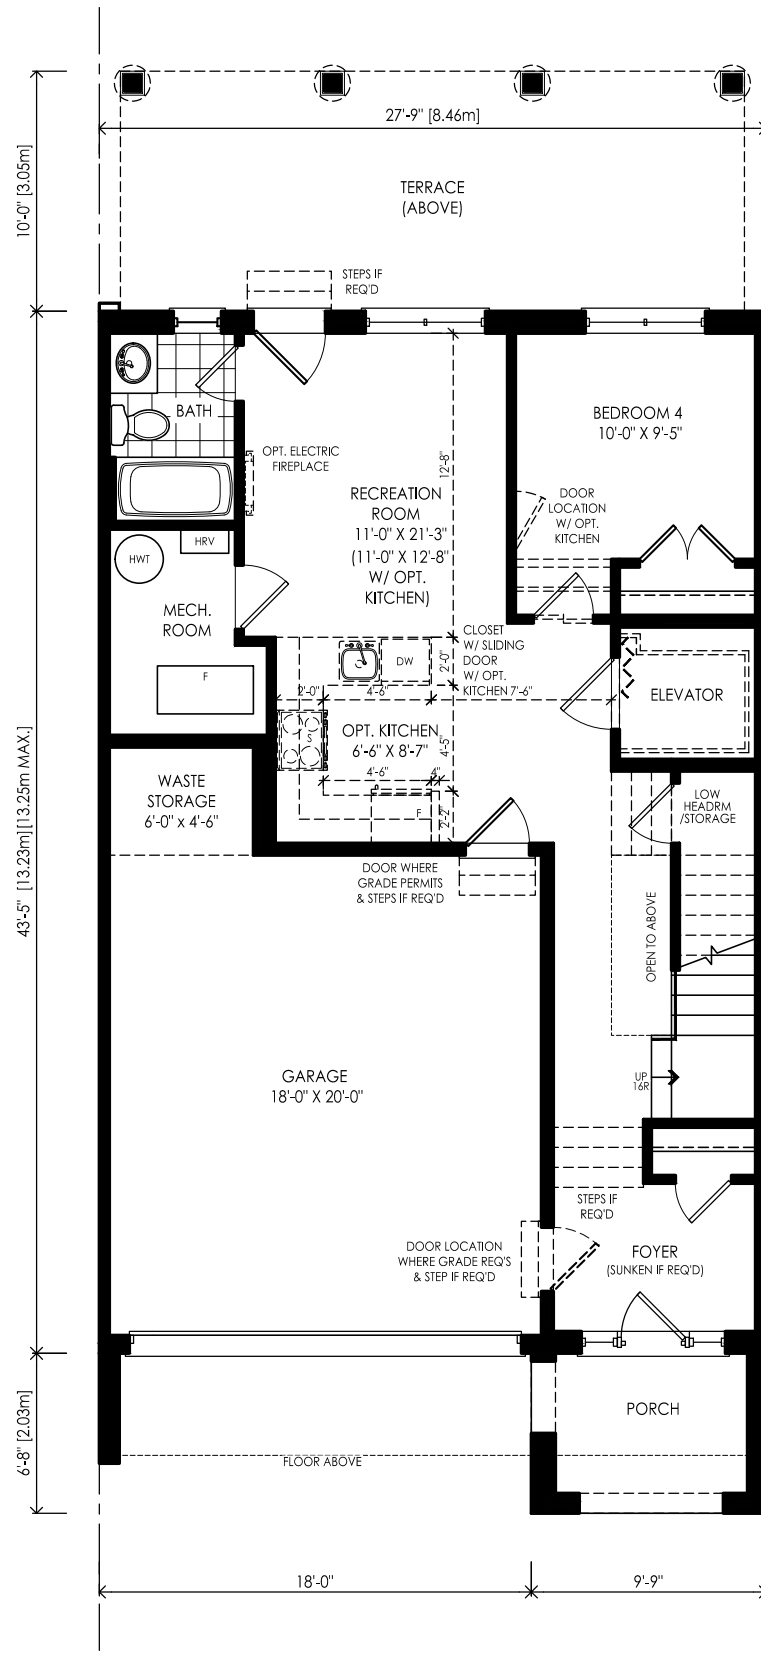 27'-9" [8.46m]
10'-0" [3.05m]
TERRACE
(ABOVE)
STEPS IF
REQ'D
BATH
OPT. ELECTRIC
FIREPLACE
12'-8"
BEDROOM 4
10'-0" X 9'-5"
RECREATION
ROOM
11'-0" X 21'-3"
(11'-0" X 12'-8"
W/ OPT.
KITCHEN)
DOOR
LOCATION
W/ OPT.
KITCHEN
HWT
HRV
MECH.
ROOM
F
CLOSET
W/ SLIDING
DOOR
W/ OPT.
KITCHEN 7'-6"
DW
2'-0"
2'-0"
4'-6"
ELEVATOR
S
OPT. KITCHEN
6'-6" X 8'-7"
4'-5"
4'-6"
4"
F
2'-2"
WASTE
STORAGE
6'-0" x 4'-6"
LOW
HEADRM
/STORAGE
DOOR WHERE
GRADE PERMITS
& STEPS IF REQ'D
43'-5" [13.23m][13.25m MAX.]
OPEN TO ABOVE
GARAGE
18'-0" X 20'-0"
UP
16R
STEPS IF
REQ'D
DOOR LOCATION
WHERE GRADE REQ'S
& STEP IF REQ'D
FOYER
(SUNKEN IF REQ'D)
PORCH
6'-8" [2.03m]
FLOOR ABOVE
18'-0"
9'-9"